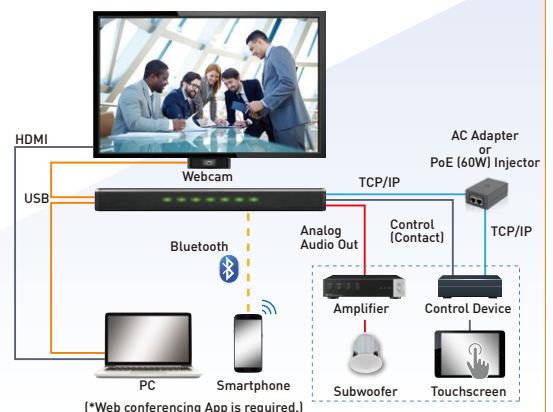 HDMI
AC Adapter
or
PoE (60W) Injector
Webcam
TCP/IP
USB
Analog
Audio Out
Control
(Contact)
TCP/IP
Bluetooth
Amplifier
Control Device
PC
Smartphone
Subwoofer
Touchscreen
(*Web conferencing App is required.)